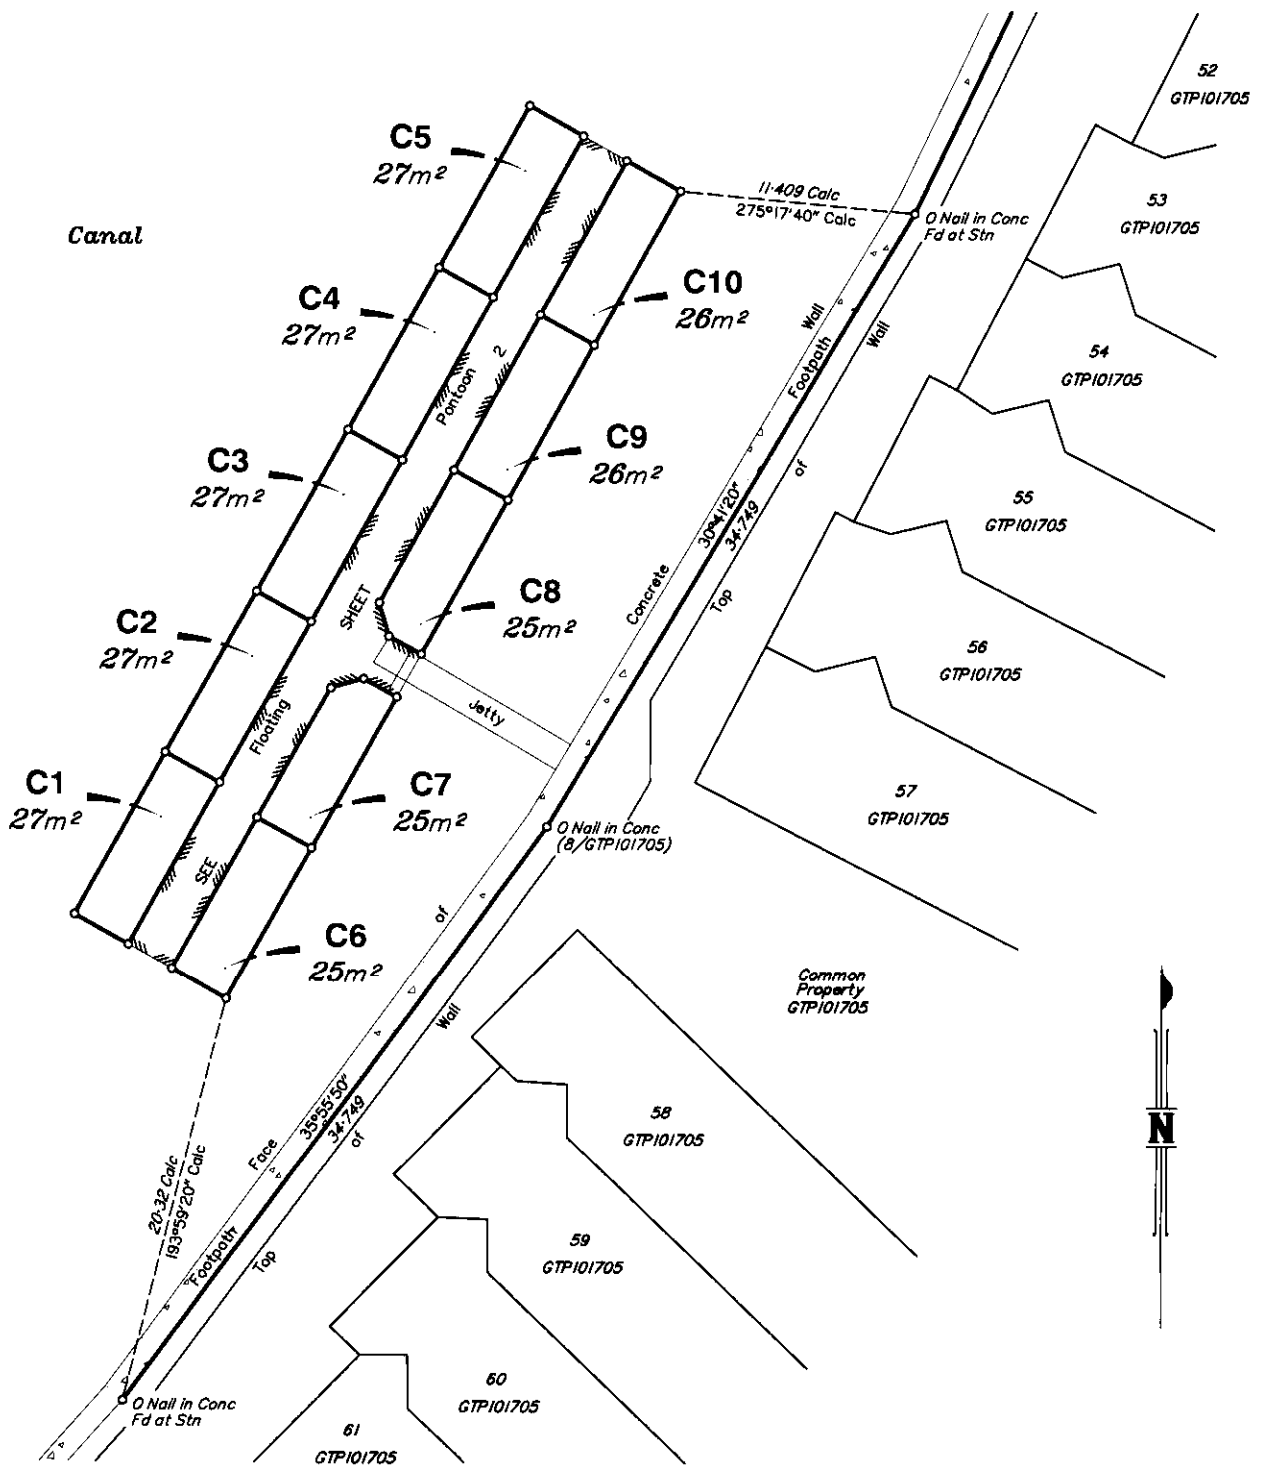 52
GTP101705
C5
27m²
11·409 Calc
275°17'40" Calc
53
GTP101705
O Nail in Conc
Fd at Stn
Canal
C4
27m²
C10
26m²
Wall
Footpath
Wall
Pontoon 2
54
GTP101705
C3
27m²
C9
26m²
of
30°41'20"
34·749
55
GTP101705
SHEET
C8
25m²
Concrete
Top
C2
27m²
56
GTP101705
Jetty
Floating
C1
27m²
C7
25m²
57
GTP101705
O Nail in Conc
(8/GTP101705)
SEE
of
C6
25m²
Common
Property
GTP101705
Wall
N
35°55'50"
34·749
of
58
GTP101705
Face
20·32 Calc
193°59'20" Calc
Footpath
Top
59
GTP101705
O Nail in Conc
Fd at Stn
60
GTP101705
61
GTP101705